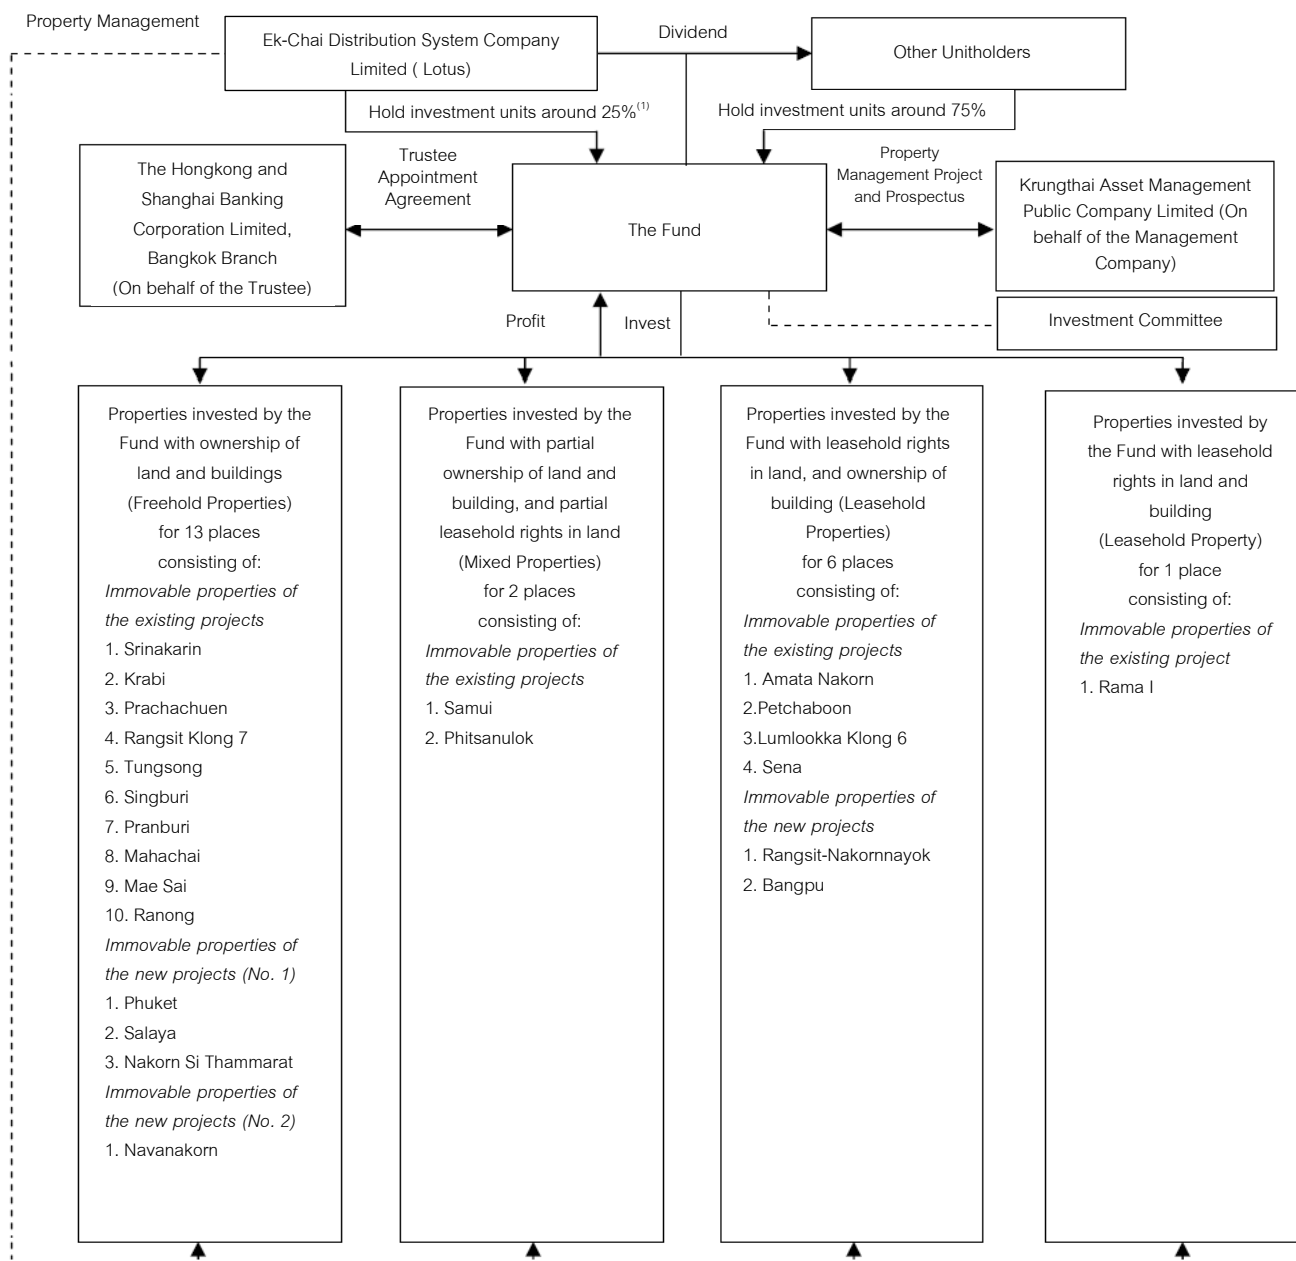 Property Management
Ek-Chai Distribution System Company
Limited ( Lotus)
Dividend
Other Unitholders
Hold investment units around 25%(1)
Hold investment units around 75%
The Hongkong and
Shanghai Banking
Corporation Limited,
Bangkok Branch
(On behalf of the Trustee)
Trustee
Appointment
Agreement
The Fund
Property
Management Project
and Prospectus
Krungthai Asset Management
Public Company Limited (On
behalf of the Management
Company)
Investment Committee
Profit
Invest
Properties invested by the
Fund with ownership of
land and buildings
(Freehold Properties)
for 13 places
consisting of:
Immovable properties of
the existing projects
1. Srinakarin
2. Krabi
3. Prachachuen
4. Rangsit Klong 7
5. Tungsong
6. Singburi
7. Pranburi
8. Mahachai
9. Mae Sai
10. Ranong
Immovable properties of
the new projects (No. 1)
1. Phuket
2. Salaya
3. Nakorn Si Thammarat
Immovable properties of
the new projects (No. 2)
1. Navanakorn
Properties invested by the
Fund with partial
ownership of land and
building, and partial
leasehold rights in land
(Mixed Properties)
for 2 places
consisting of:
Immovable properties of
the existing projects
1. Samui
2. Phitsanulok
Properties invested by the
Fund with leasehold rights
in land, and ownership of
building (Leasehold
Properties)
for 6 places
consisting of:
Immovable properties of
the existing projects
1. Amata Nakorn
2.Petchaboon
3.Lumlookka Klong 6
4. Sena
Immovable properties of
the new projects
1. Rangsit-Nakornnayok
2. Bangpu
Properties invested by
the Fund with leasehold
rights in land and
building
(Leasehold Property)
for 1 place
consisting of:
Immovable properties of
the existing project
1. Rama I